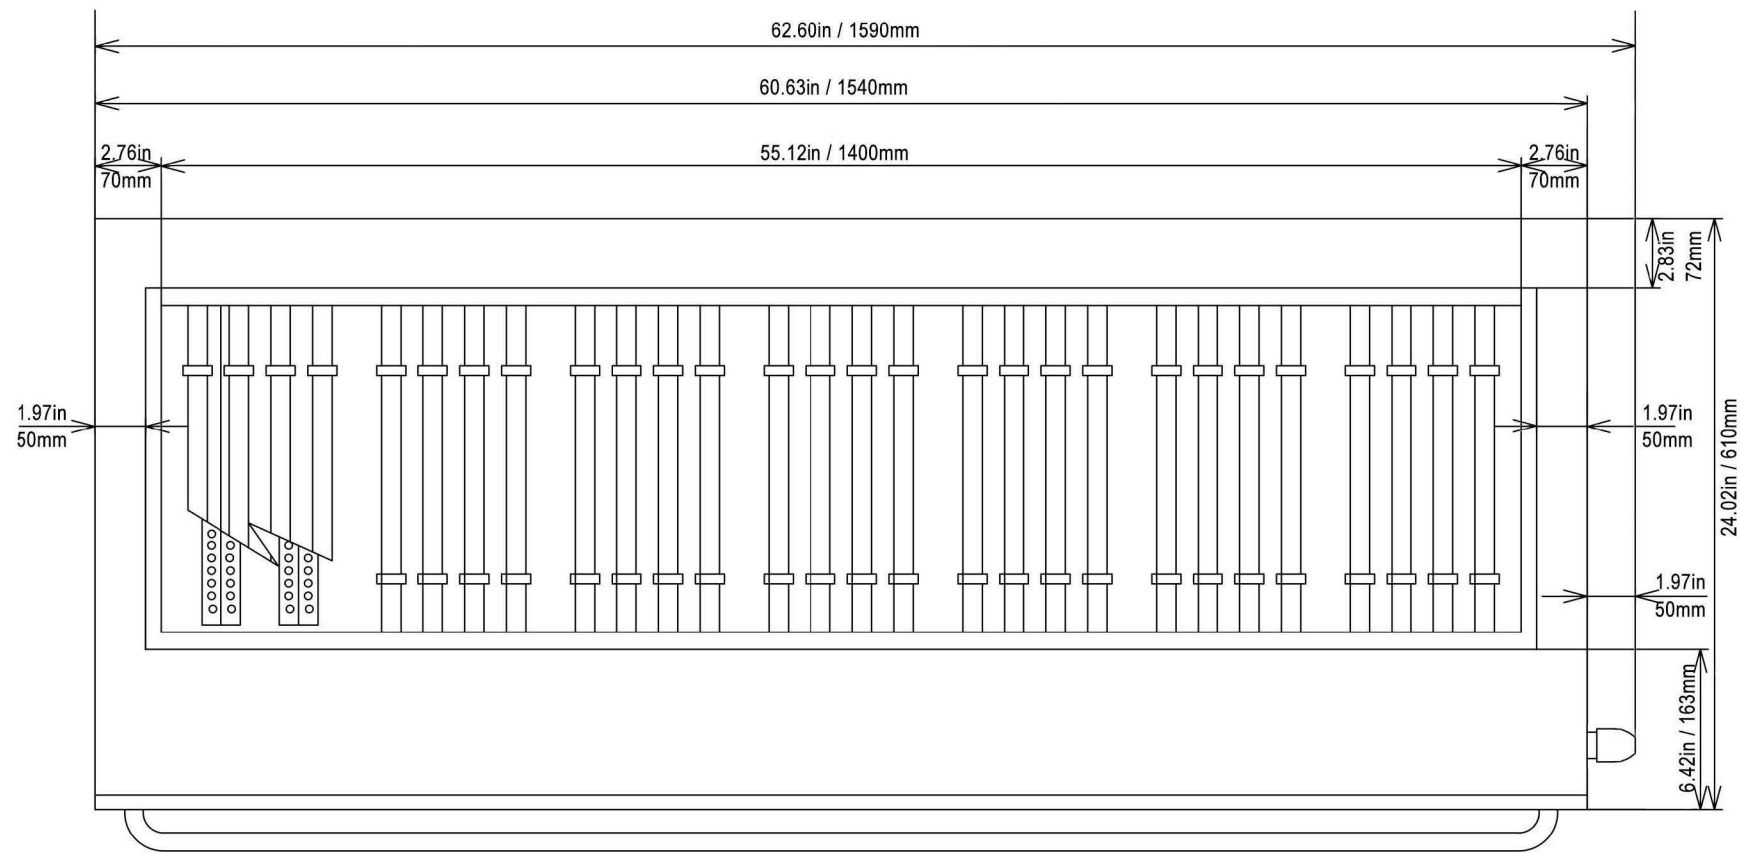 62.60in / 1590mm
60.63in / 1540mm
2.76in
70mm
55.12in / 1400mm
2.76in
70mm
2.83in
72mm
1.97in
50mm
1.97in
50mm
24.02in / 610mm
1.97in
50mm
6.42in / 163mm